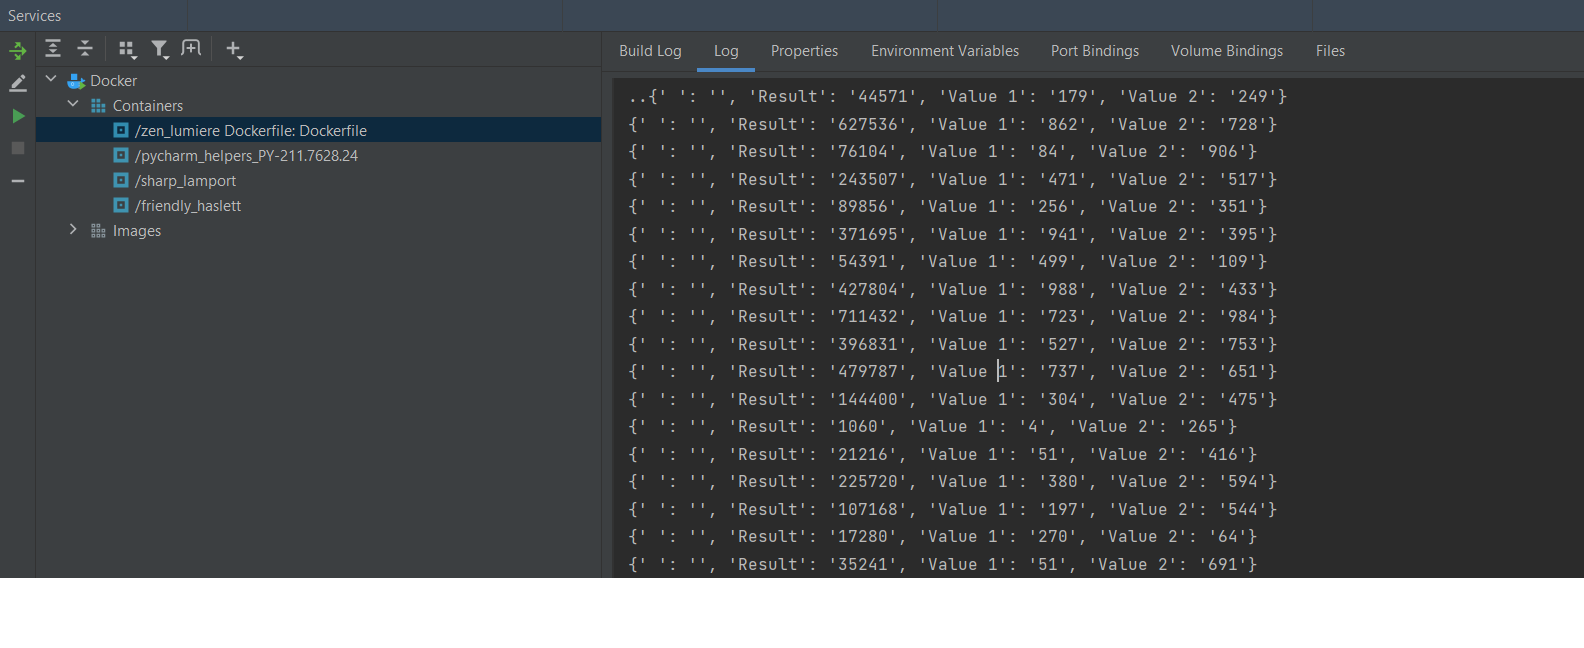 Services
Docker
Containers
/zen_lumiere Dockerfile: Dockerfile
/pycharm_helpers_PY-211.7628.24
/sharp_lamport
/friendly_haslett
Images
Build Log Log Properties Environment Variables Port Bindings Volume Bindings Files
..{' ': '', 'Result': '44571', 'Value 1': '179', 'Value 2': '249'}
{' ': '', 'Result': '627536', 'Value 1': '862', 'Value 2': '728'}
{' ': '', 'Result': '76104', 'Value 1': '84', 'Value 2': '906'}
{' ': '', 'Result': '243507', 'Value 1': '471', 'Value 2': '517'}
{' ': '', 'Result': '89856', 'Value 1': '256', 'Value 2': '351'}
{' ': '', 'Result': '371695', 'Value 1': '941', 'Value 2': '395'}
{' ': '', 'Result': '54391', 'Value 1': '499', 'Value 2': '109'}
{' ': '', 'Result': '427804', 'Value 1': '988', 'Value 2': '433'}
{' ': '', 'Result': '711432', 'Value 1': '723', 'Value 2': '984'}
{' ': '', 'Result': '396831', 'Value 1': '527', 'Value 2': '753'}
{' ': '', 'Result': '479787', 'Value 1': '737', 'Value 2': '651'}
{' ': '', 'Result': '144400', 'Value 1': '304', 'Value 2': '475'}
{' ': '', 'Result': '1060', 'Value 1': '4', 'Value 2': '265'}
{' ': '', 'Result': '21216', 'Value 1': '51', 'Value 2': '416'}
{' ': '', 'Result': '225720', 'Value 1': '380', 'Value 2': '594'}
{' ': '', 'Result': '107168', 'Value 1': '197', 'Value 2': '544'}
{' ': '', 'Result': '17280', 'Value 1': '270', 'Value 2': '64'}
{' ': '', 'Result': '35241', 'Value 1': '51', 'Value 2': '691'}